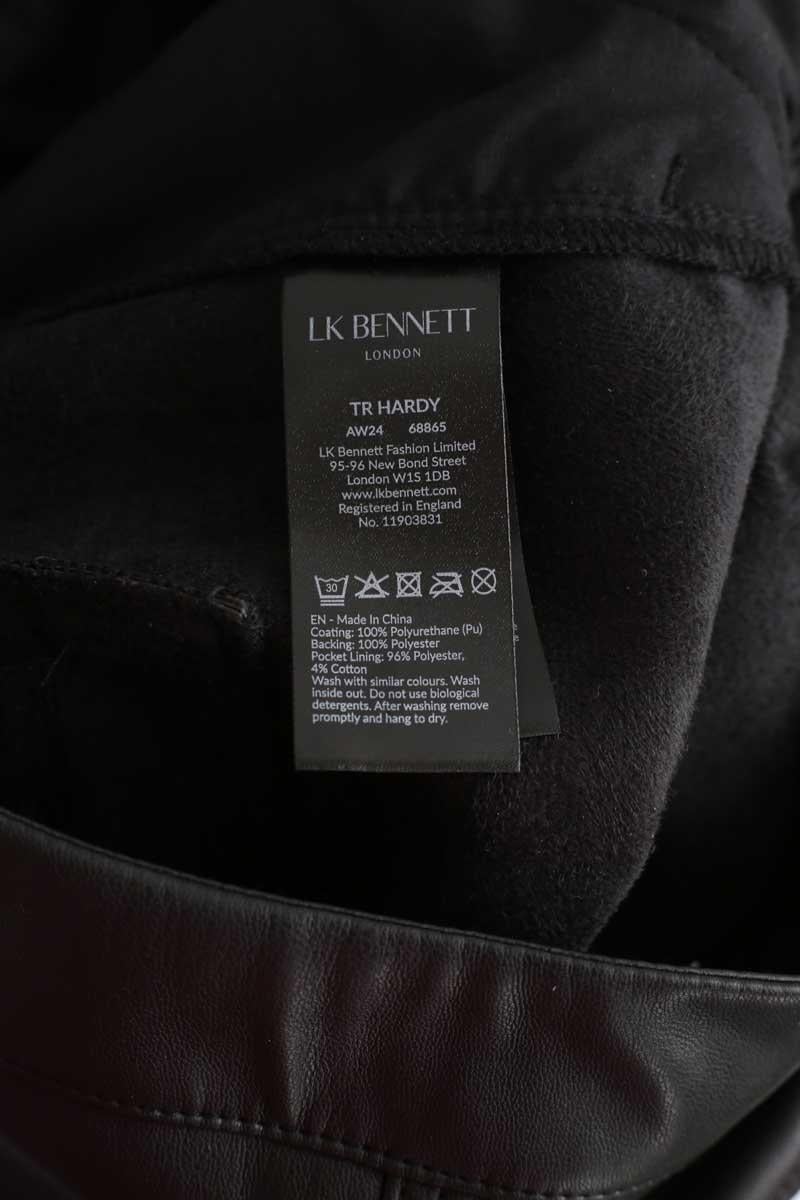 LK BENNETT
LONDON
TR HARDY
AW24 68865
LK Bennett Fashion Limited
95-96 New Bond Street
London W1S 1DB
www.lkbennett.com
Registered in England
No. 11903831
30
EN - Made In China
Coating: 100% Polyurethane (Pu)
Backing: 100% Polyester
Pocket Lining: 96% Polyester,
4% Cotton
Wash with similar colours. Wash
inside out. Do not use biological
detergents. After washing remove
promptly and hang to dry.